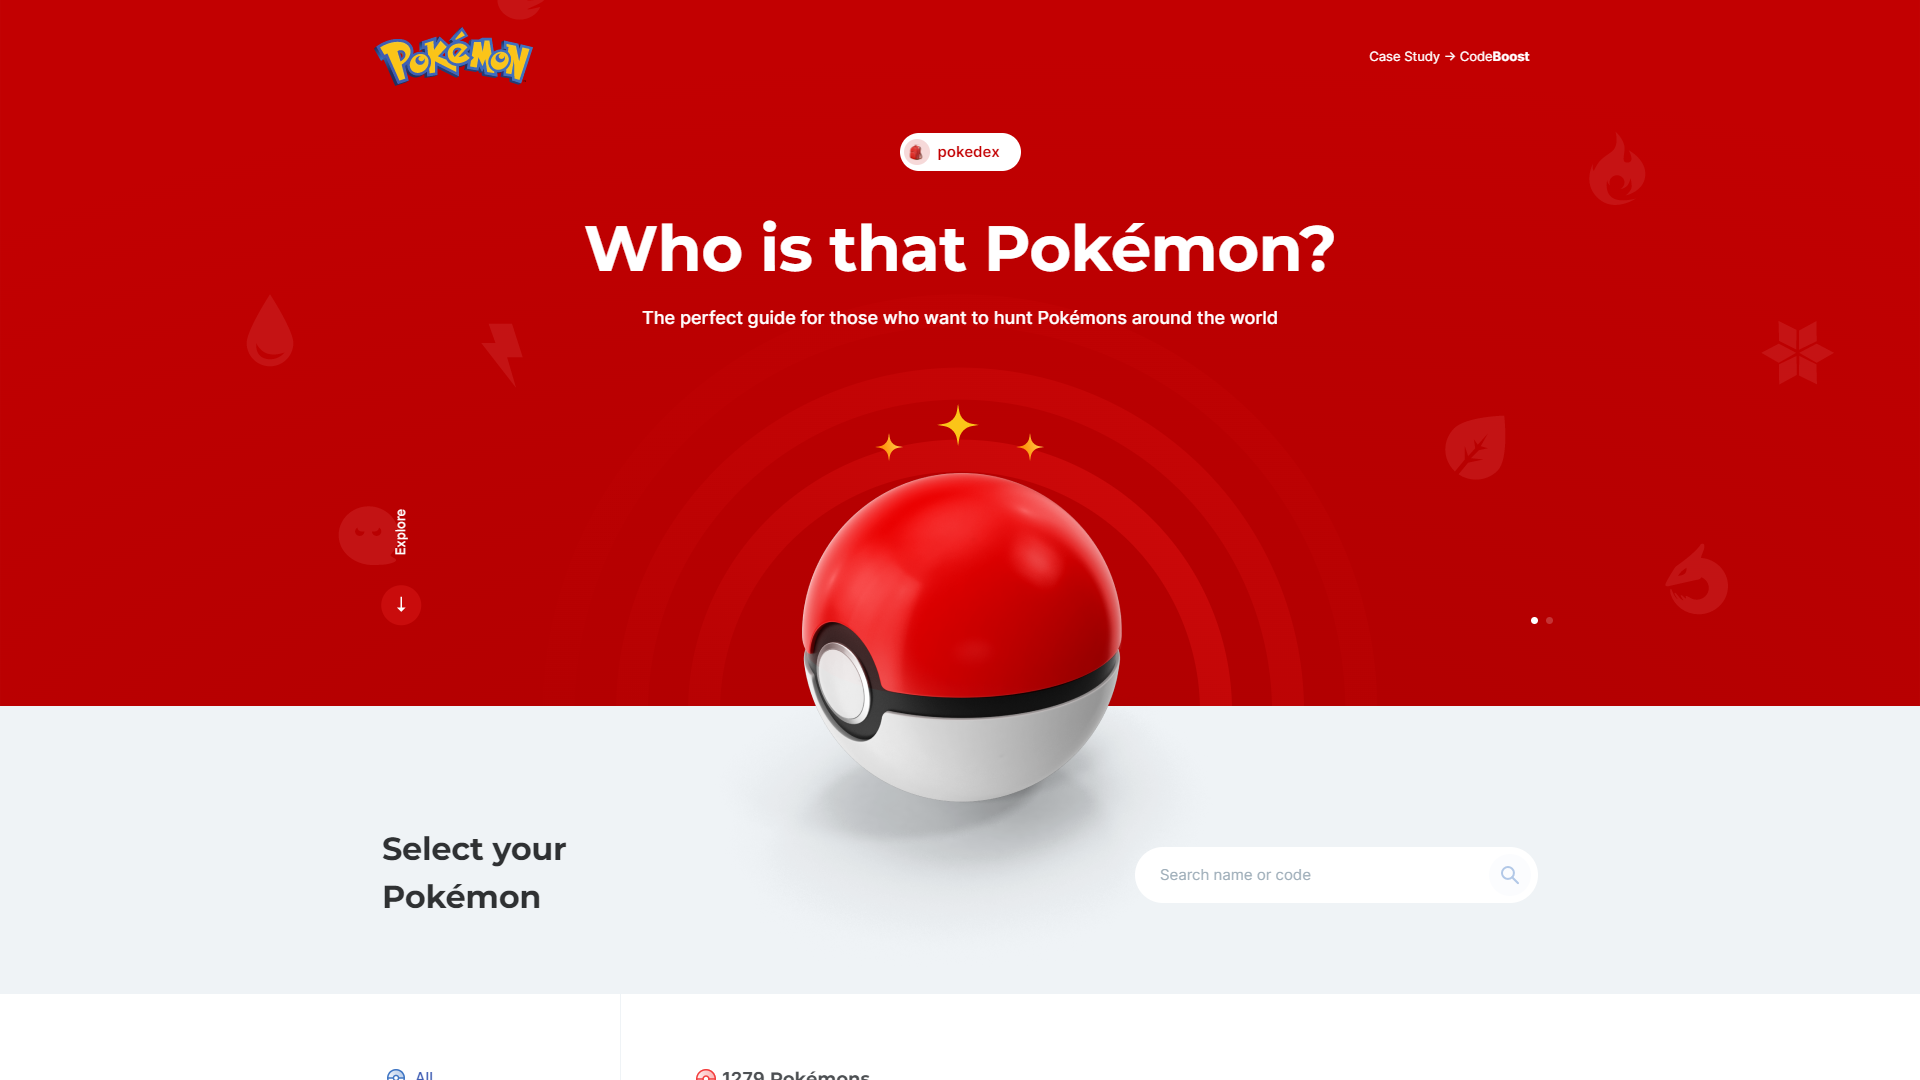 POKéMON
Case Study → CodeBoost
pokedex
Who is that Pokémon?
The perfect guide for those who want to hunt Pokémons around the world
Explore
Select your
Pokémon
Search name or code
All
1279 Pokémons